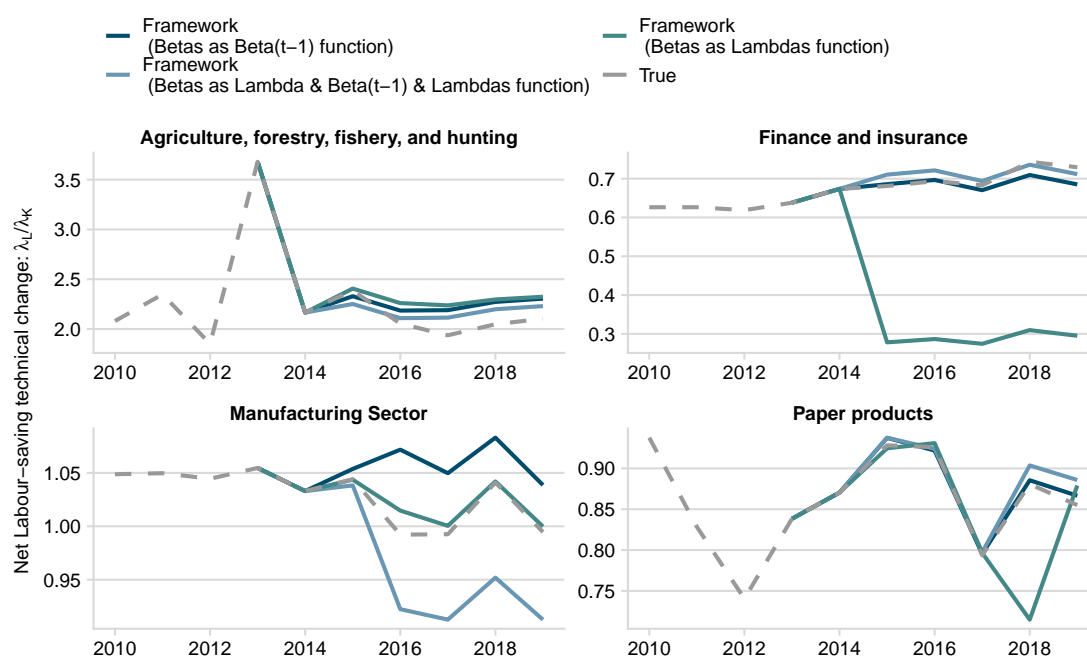 Framework
(Betas as Beta(t−1) function)
Framework
(Betas as Lambda & Beta(t−1) & Lambdas function)
Framework
(Betas as Lambdas function)
True
Net Labour−saving technical change: λL/λK
Agriculture, forestry, fishery, and hunting
3.5
3.0
2.5
2.0
2010 2012 2014 2016 2018
Finance and insurance
0.7
0.6
0.5
0.4
0.3
2010 2012 2014 2016 2018
Manufacturing Sector
1.05
1.00
0.95
2010 2012 2014 2016 2018
Paper products
0.90
0.85
0.80
0.75
2010 2012 2014 2016 2018